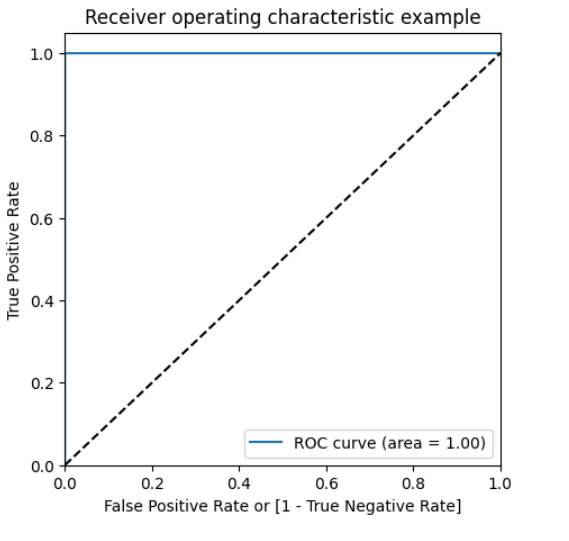 Receiver operating characteristic example
1.0
0.8
0.6
0.4
0.2
0.0
True Positive Rate
ROC curve (area = 1.00)
0.0 0.2 0.4 0.6 0.8 1.0
False Positive Rate or [1 - True Negative Rate]